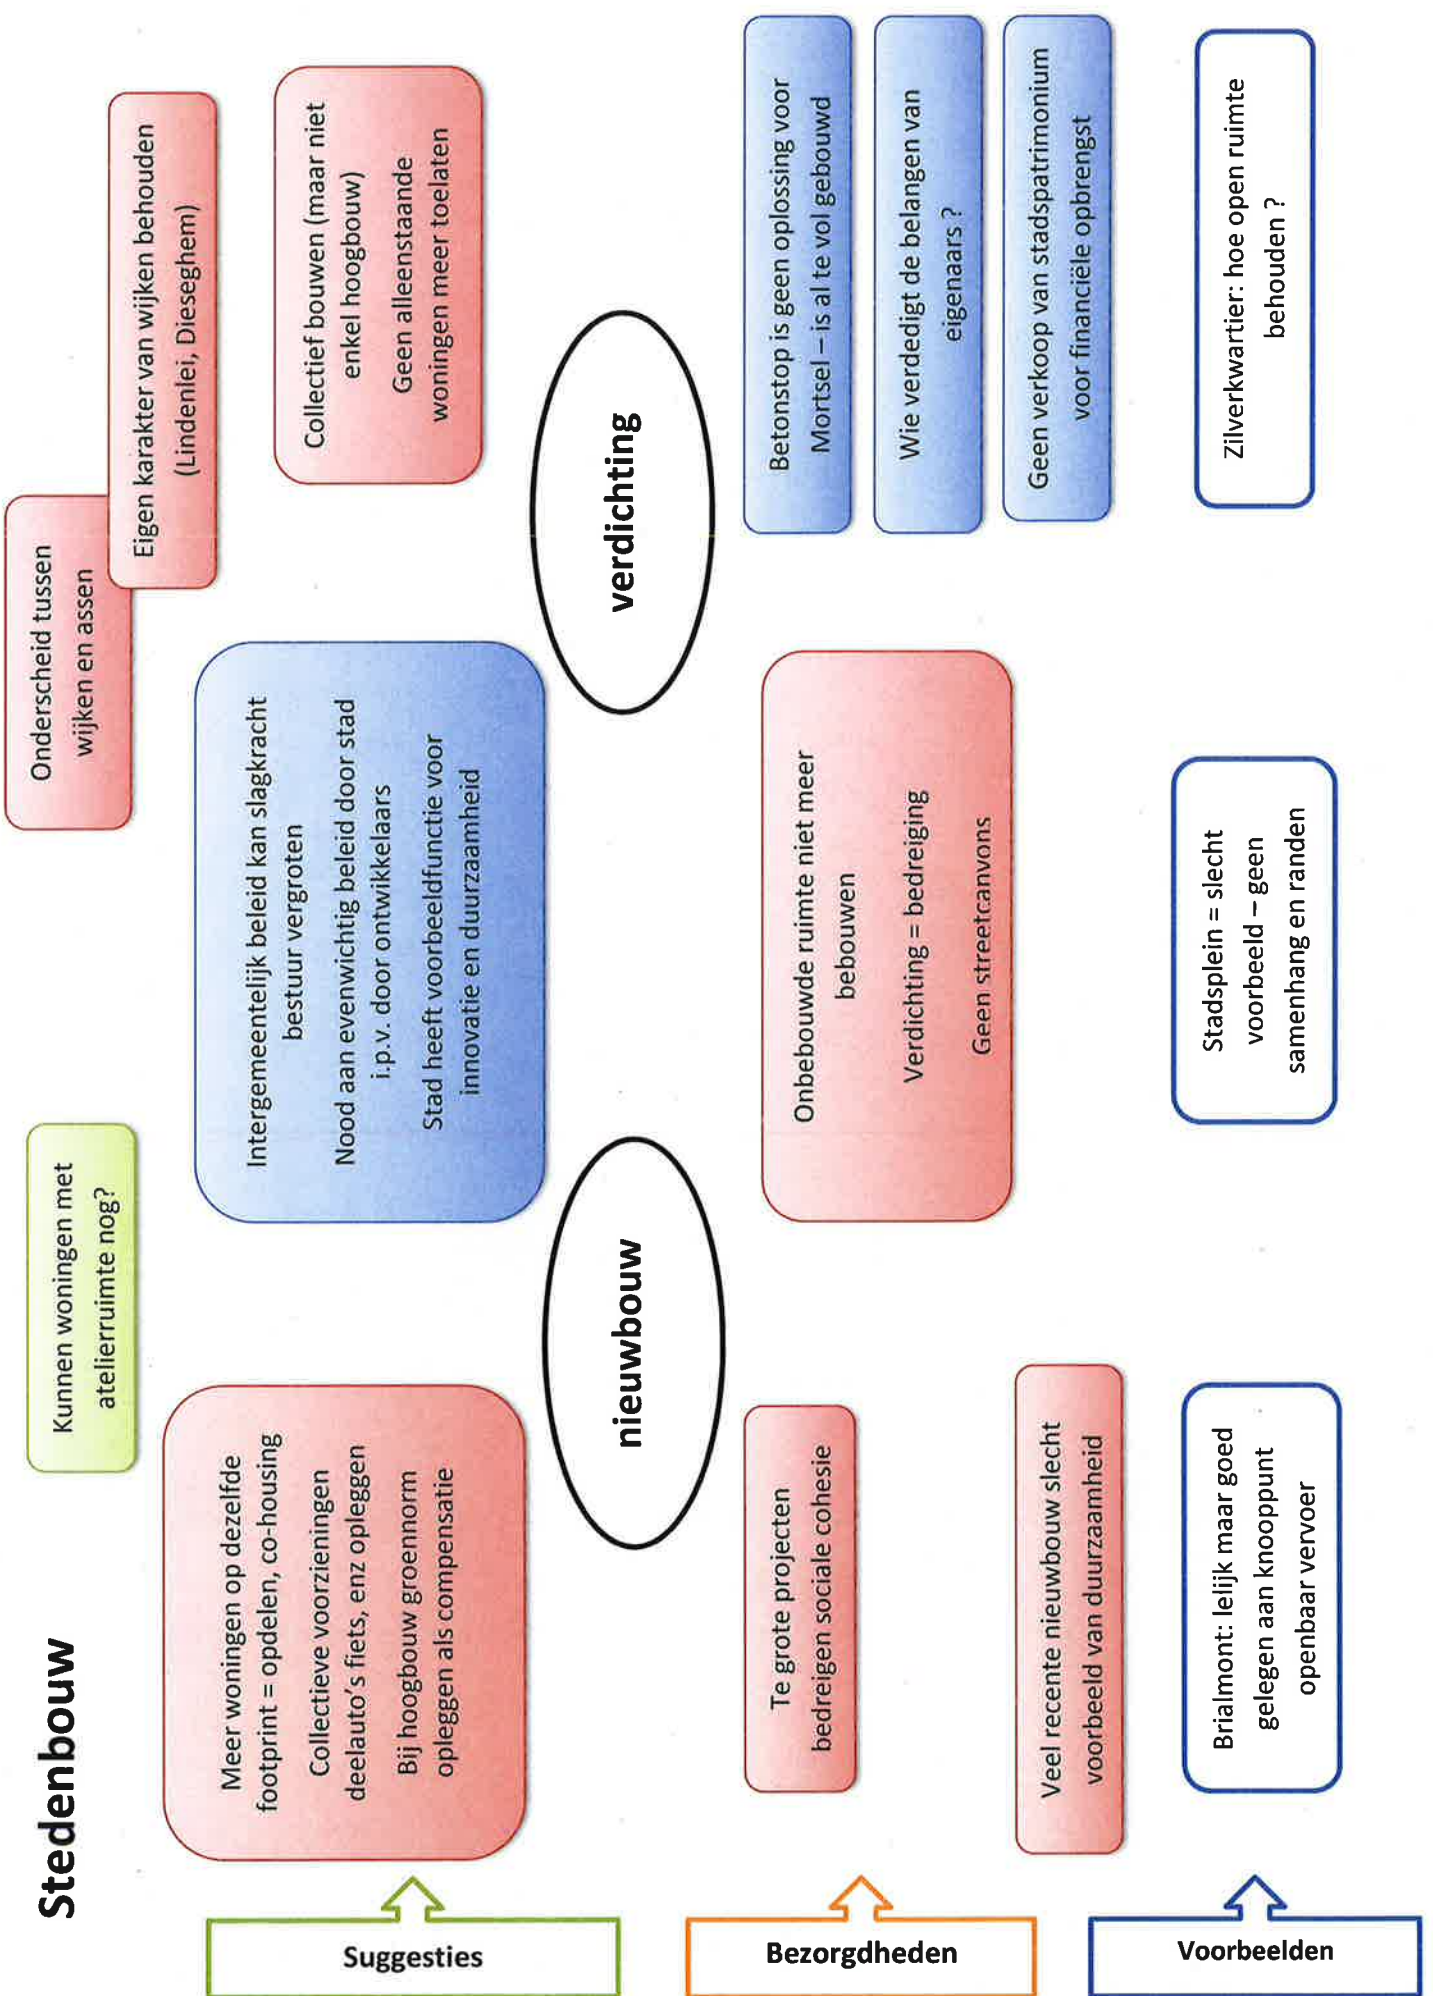 Stedenbouw
Suggesties
Meer woningen op dezelfde
footprint = opdelen, co-housing
Collectieve voorzieningen
deelauto's fiets, enz opleggen
Bij hoogbouw groennorm
opleggen als compensatie
Kunnen woningen met
atelierruimte nog?
Intergemeentelijk beleid kan slagkracht
bestuur vergroten
Nood aan evenwichtig beleid door stad
i.p.v. door ontwikkelaars
Stad heeft voorbeeldfunctie voor
innovatie en duurzaamheid
Onderscheid tussen
wijken en assen
Eigen karakter van wijken behouden
(Lindenlei, Dieseghem)
Collectief bouwen (maar niet
enkel hoogbouw)
Geen alleenstaande
woningen meer toelaten
nieuwbouw
verdichting
Bezorgdheden
Te grote projecten
bedreigen sociale cohesie
Veel recente nieuwbouw slecht
voorbeeld van duurzaamheid
Onbebouwde ruimte niet meer
bebouwen
Verdichting = bedreiging
Geen streetcanvons
Betonstop is geen oplossing voor
Mortsel – is al te vol gebouwd
Wie verdedigt de belangen van
eigenaars ?
Geen verkoop van stadspatrimonium
voor financiële opbrengst
Voorbeelden
Brialmont: lelijk maar goed
gelegen aan knooppunt
openbaar vervoer
Stadsplein = slecht
voorbeeld – geen
samenhang en randen
Zilverkwartier: hoe open ruimte
behouden ?